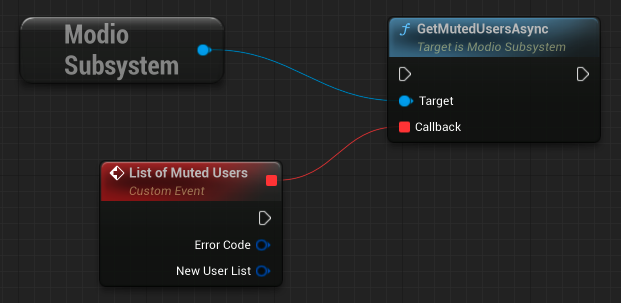 Modio
Subsystem
GetMutedUsersAsync
Target is Modio Subsystem
Target
Callback
List of Muted Users
Custom Event
Error Code
New User List